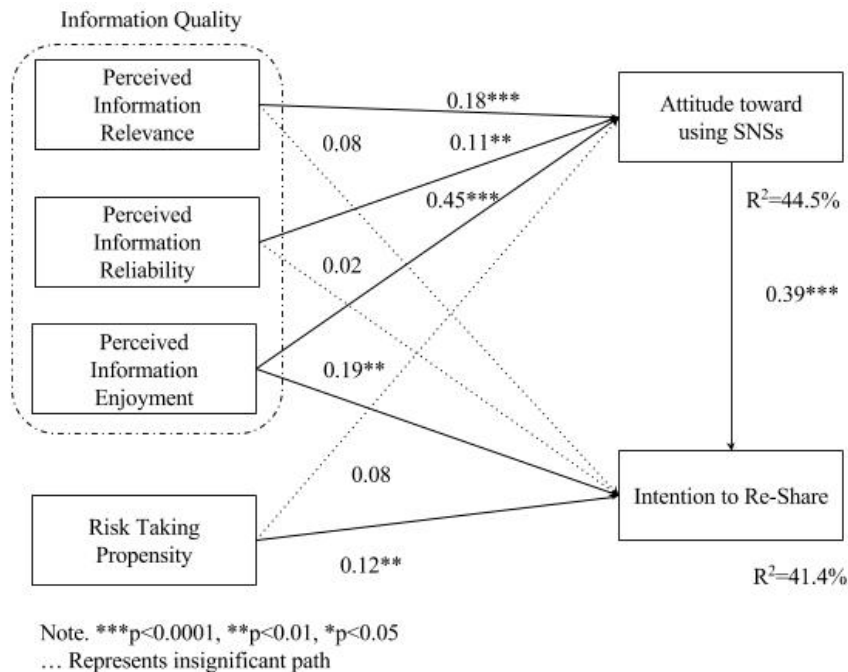 Information Quality
Perceived
Information
Relevance
Perceived
Information
Reliability
Perceived
Information
Enjoyment
Risk Taking
Propensity
0.18***
0.08
0.11**
0.45***
0.02
0.19**
0.08
0.12**
Attitude toward
using SNSs
R²=44.5%
0.39***
Intention to Re-Share
R²=41.4%
Note. ***p<0.0001, **p<0.01, *p<0.05
… Represents insignificant path